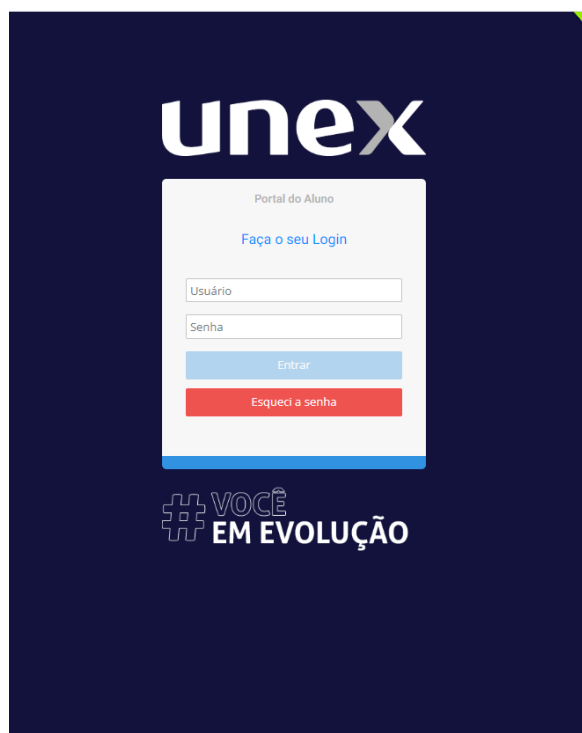 unex
Portal do Aluno
Faça o seu Login
Usuário
Senha
Entrar
Esqueci a senha
# VOCÊ
EM EVOLUÇÃO